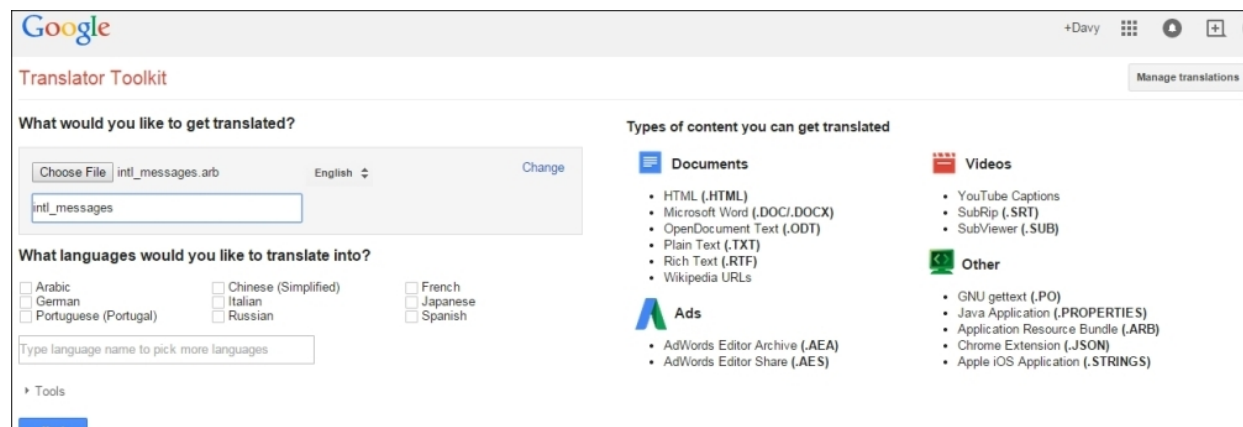 Google
+Davy
Translator Toolkit
Manage translations
What would you like to get translated?
Choose File intl_messages.arb
English
Change
intl_messages
What languages would you like to translate into?
Arabic
Chinese (Simplified)
French
German
Italian
Japanese
Portuguese (Portugal)
Russian
Spanish
Type language name to pick more languages
Tools
Types of content you can get translated
Documents
• HTML (.HTML)
• Microsoft Word (.DOC/.DOCX)
• OpenDocument Text (.ODT)
• Plain Text (.TXT)
• Rich Text (.RTF)
• Wikipedia URLs
Ads
• AdWords Editor Archive (.AEA)
• AdWords Editor Share (.AES)
Videos
• YouTube Captions
• SubRip (.SRT)
• SubViewer (.SUB)
Other
• GNU gettext (.PO)
• Java Application (.PROPERTIES)
• Application Resource Bundle (.ARB)
• Chrome Extension (.JSON)
• Apple iOS Application (.STRINGS)